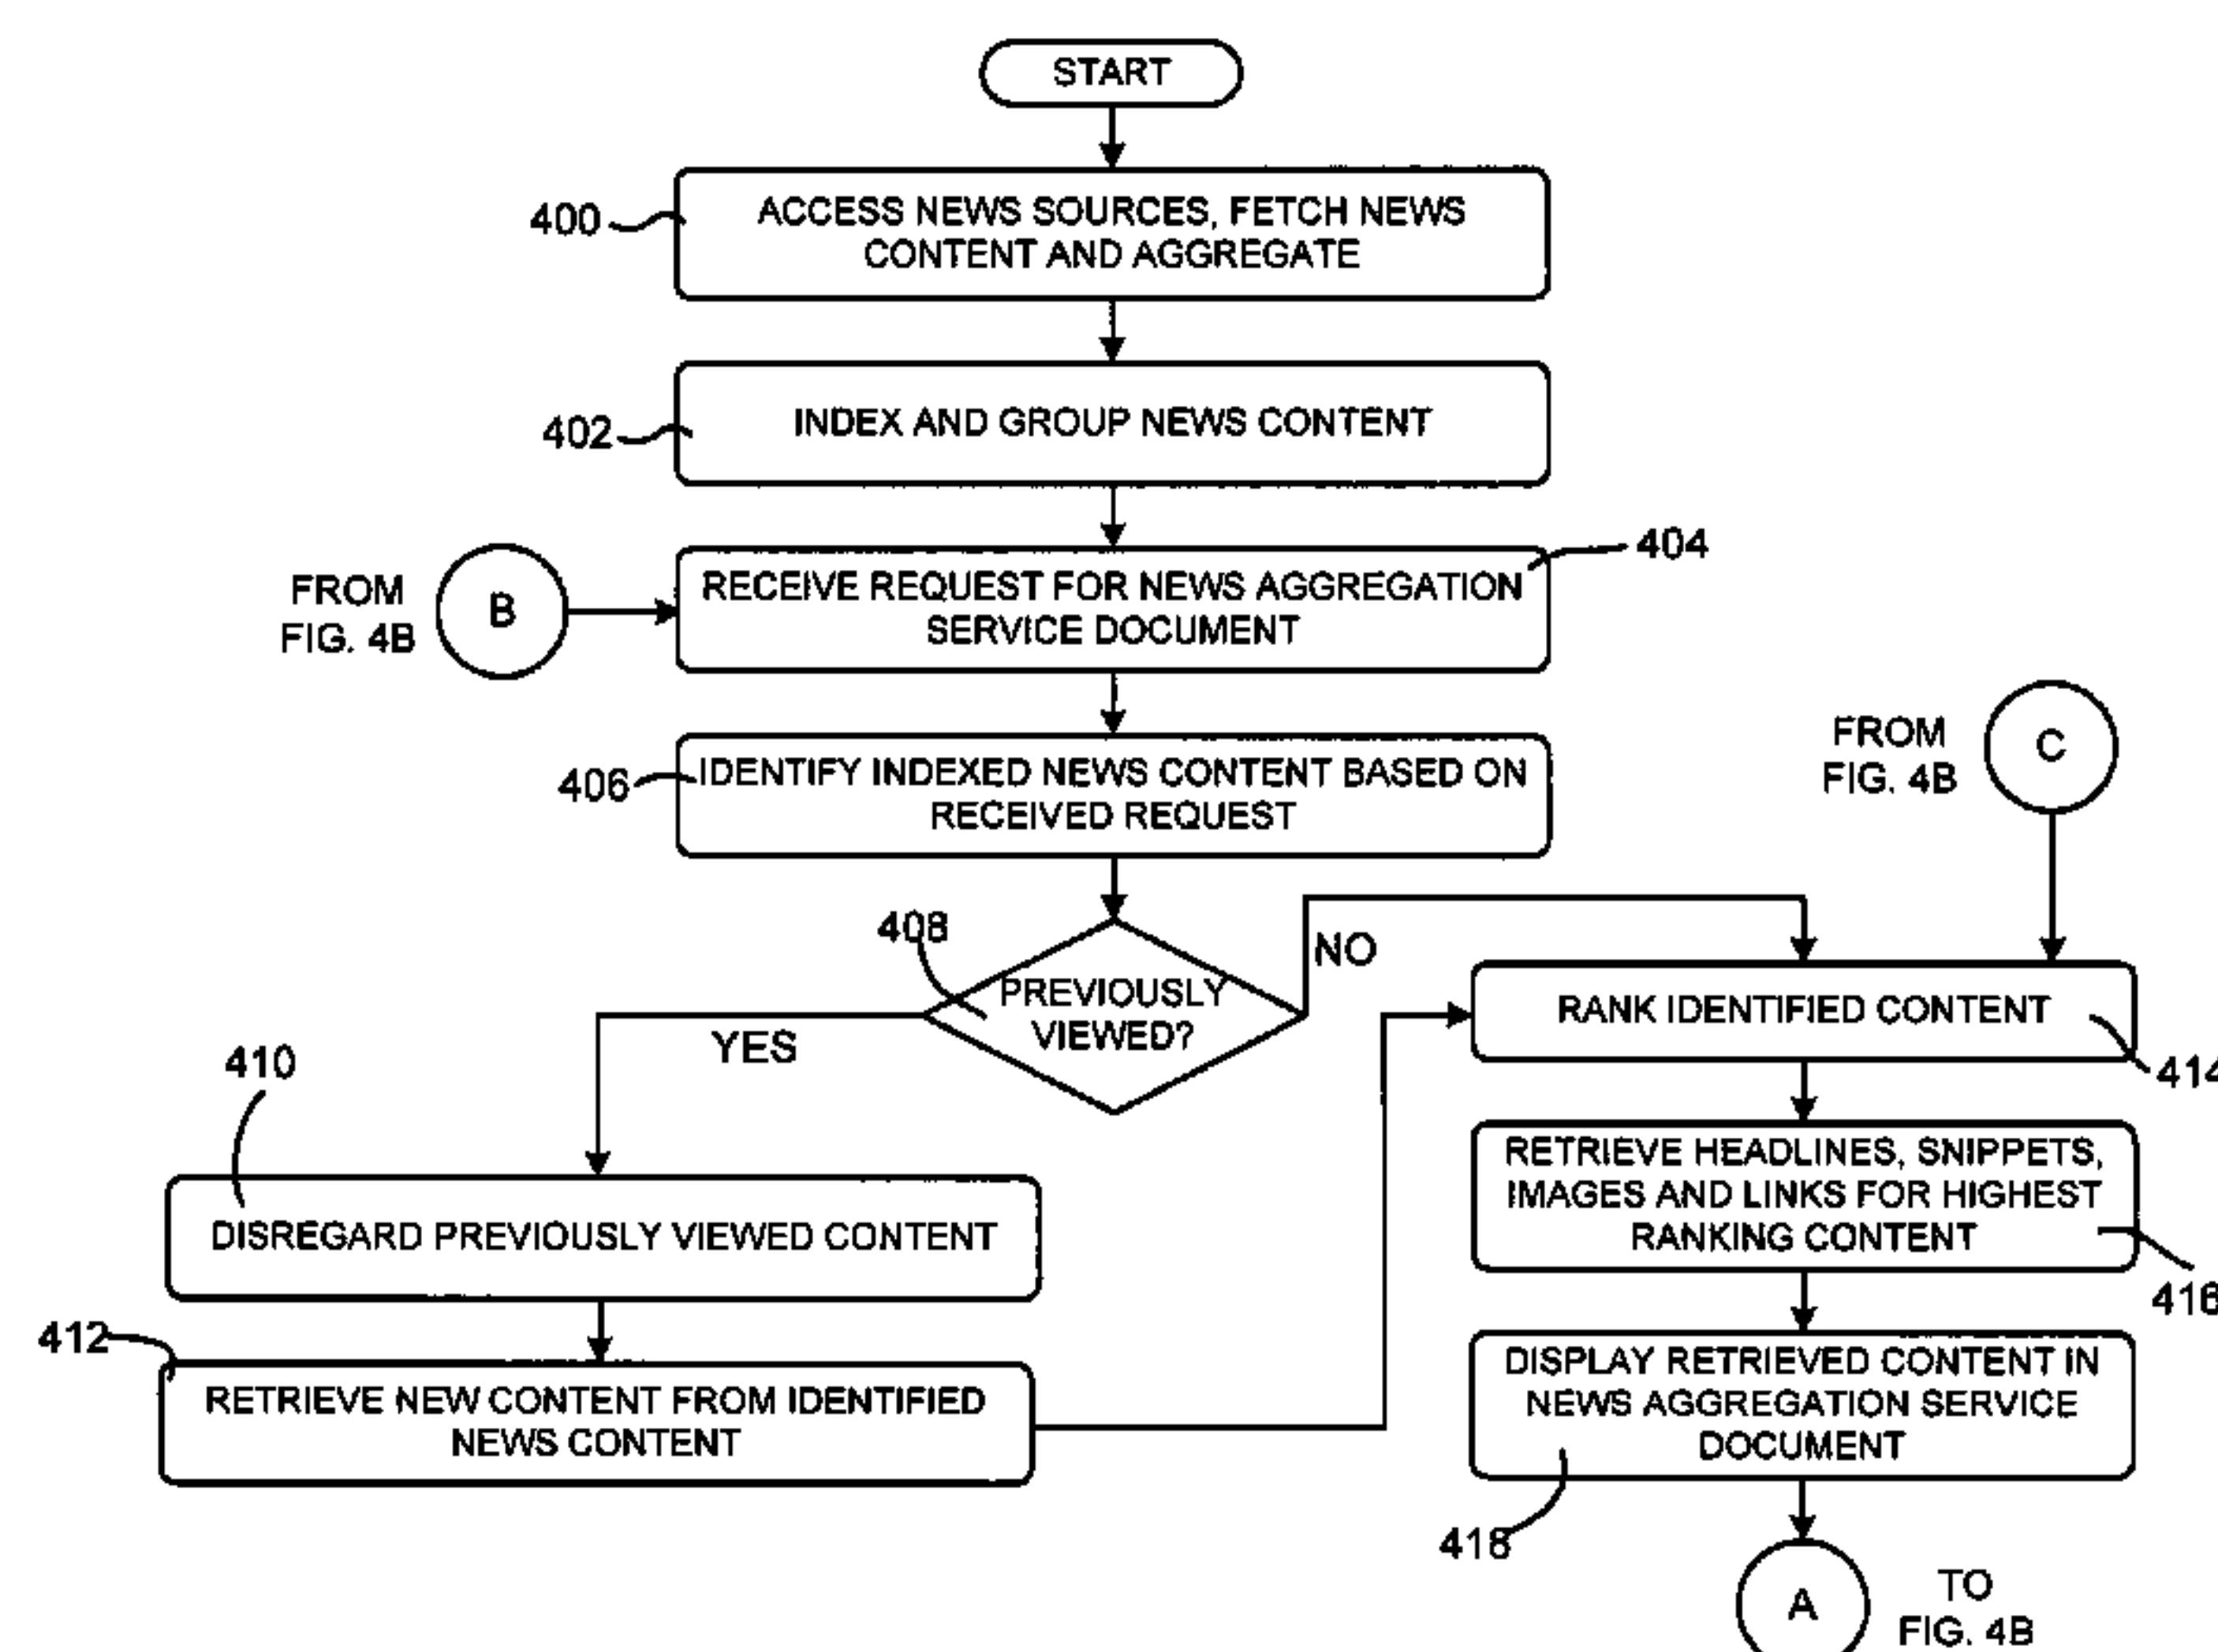 START
400
ACCESS NEWS SOURCES, FETCH NEWS
CONTENT AND AGGREGATE
402
INDEX AND GROUP NEWS CONTENT
404
FROM
FIG. 4B
B
RECEIVE REQUEST FOR NEWS AGGREGATION
SERVICE DOCUMENT
406
IDENTIFY INDEXED NEWS CONTENT BASED ON
RECEIVED REQUEST
FROM
FIG. 4B
C
408
PREVIOUSLY
VIEWED?
NO
YES
RANK IDENTIFIED CONTENT
414
410
DISREGARD PREVIOUSLY VIEWED CONTENT
RETRIEVE HEADLINES, SNIPPETS,
IMAGES AND LINKS FOR HIGHEST
RANKING CONTENT
416
412
RETRIEVE NEW CONTENT FROM IDENTIFIED
NEWS CONTENT
DISPLAY RETRIEVED CONTENT IN
NEWS AGGREGATION SERVICE
DOCUMENT
418
A
TO
FIG. 4B